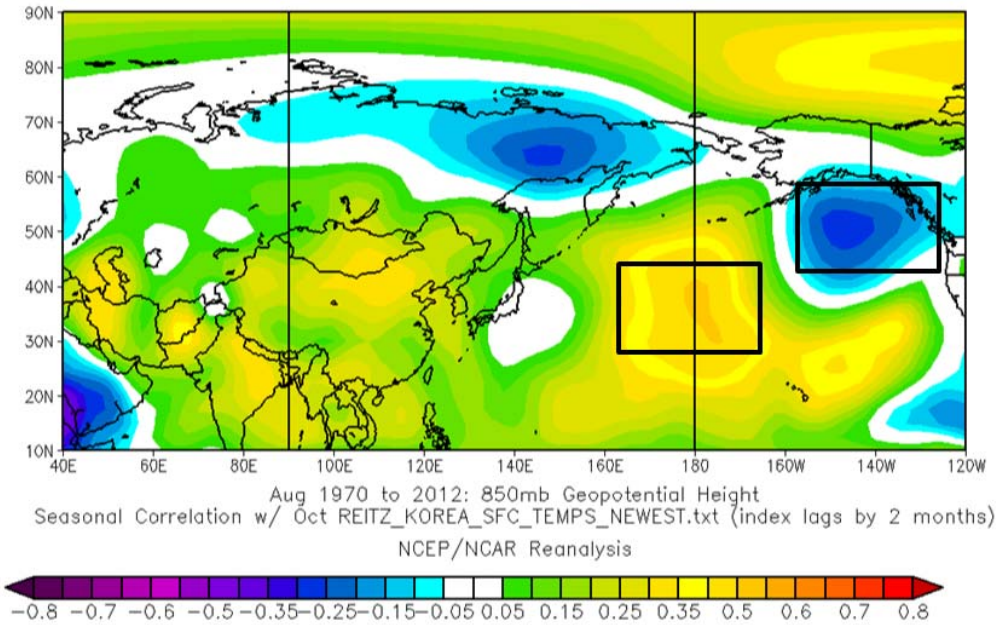 90N
80N
70N
60N
50N
40N
30N
20N
10N
40E 60E 80E 100E 120E 140E 160E 180 160W 140W 120W
Aug 1970 to 2012: 850mb Geopotential Height
Seasonal Correlation w/ Oct REITZ_KOREA_SFC_TEMPS_NEWEST.txt (index lags by 2 months)
NCEP/NCAR Reanalysis
-0.8 -0.7 -0.6 -0.5 -0.35 -0.25 -0.15 -0.05 0.05 0.15 0.25 0.35 0.5 0.6 0.7 0.8